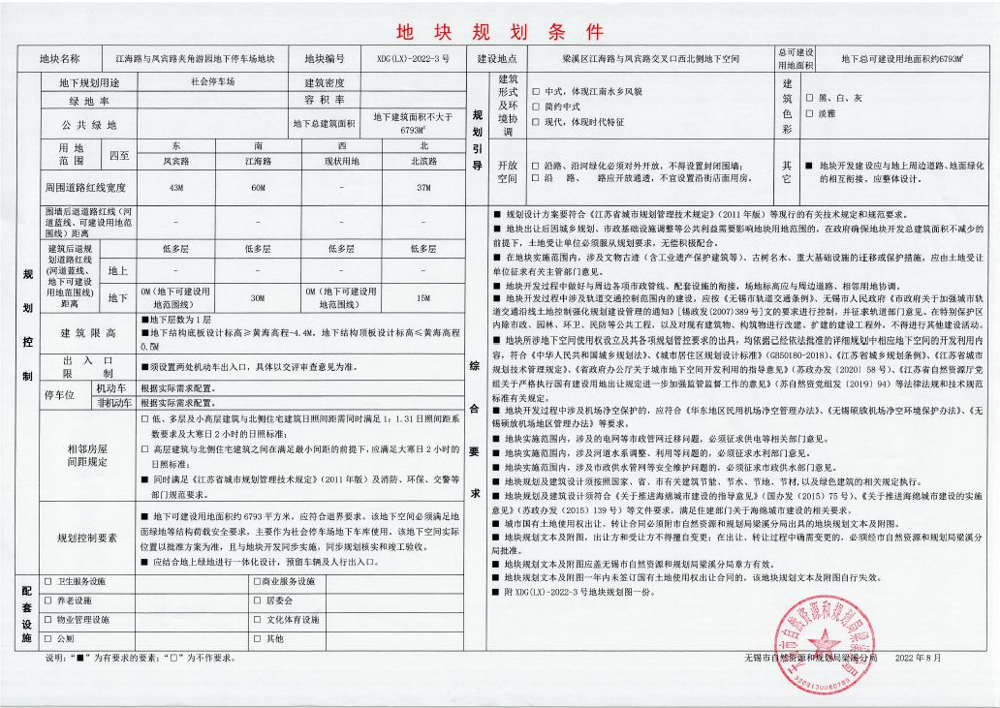 地块规划条件
地块名称 江海路与风宾路夹角游园地下停车场地块 地块编号 XDG(LX)-2022-3号 建设地点 梁溪区江海路与风宾路交叉口西北侧地下空间 总可建设用地面积 地下总可建设用地面积约6793M²
规划控制
地下规划用途 社会停车场 建筑密度
绿地率 容积率
公共绿地 地下总建筑面积 地下建筑面积不大于6793M²
用地范围 四至 东 南 西 北
风宾路 江海路 现状用地 北滨路
周围道路红线宽度 43M 60M - 37M
围墙后退道路红线（河道蓝线、可建设用地范围线）距离 - - - -
建筑后退规划道路红线(河道蓝线、地下可建设用地范围线)距离 低多层 低多层 低多层 低多层
地上 - - - -
地下 0M（地下可建设用地范围线） 30M 0M（地下可建设用地范围线） 15M
建筑限高 ■地下层数为1层
■地下结构底板设计标高≥黄海高程-4.4M，地下结构顶板设计标高≤黄海高程
0.5M
出入口限制 ■须设置两处机动车出入口，具体以交评审查意见为准。
停车位 机动车 根据实际需求配置。
非机动车 根据实际需求配置。
相邻房屋间距规定
□ 低、多层及小高层建筑与北侧住宅建筑日照间距需同时满足1：1.31日照间距系
数要求及大寒日2小时的日照标准；
□ 高层建筑与北侧住宅建筑之间在满足最小间距的前提下，应满足大寒日2小时的
日照标准；
■ 同时满足《江苏省城市规划管理技术规定》（2011年版）及消防、环保、交警等
部门规范要求。
规划控制要素
■ 地下可建设用地面积约6793平方米，应符合退界要求。该地下空间必须满足地
面绿地等结构荷载安全要求，主要作为社会停车场地下车库使用，该地下空间实际
位置以批准方案为准，且与地块开发同步实施，同步规划核实和竣工验收。
■ 应结合地上绿地进行一体化设计，预留车辆及人行出入口。
配套设施
□ 卫生服务设施 □商业服务设施
□ 养老设施 □ 居委会
□ 物业管理设施 □ 文化体育设施
□ 公厕 □ 其他
规划引导
建筑形式及环境协调
□ 中式，体现江南水乡风貌
□ 简约中式
□ 现代，体现时代特征
建筑色彩
□ 黑、白、灰
□ 淡雅
开放空间
□ 沿路、沿河绿化必须对外开放，不得设置封闭围墙；
□ 沿 路、 路应开放通透，不宜设置沿街店面用房。
其它
■ 地块开发建设应与地上周边道路、地面绿化
的相互衔接，应整体设计。
综合要求
■ 规划设计方案要符合《江苏省城市规划管理技术规定》（2011年版）等现行的有关技术规定和规范要求。
■ 地块出让后因城乡规划、市政基础设施调整等公共利益需要影响地块用地范围的，在政府确保地块开发总建筑面积不减少的
前提下，土地受让单位必须服从规划要求，无偿积极配合。
■ 在地块实施范围内，涉及文物古迹（含工业遗产保护建筑等）、古树名木、重大基础设施的迁移或保护措施，应由土地受让
单位征求有关主管部门意见。
■ 地块开发过程中做好与周边各项市政管线、配套设施的衔接，场地标高应与周边道路、相邻用地协调。
■ 地块开发过程中涉及轨道交通控制范围内的建设，应按《无锡市轨道交通条例》、无锡市人民政府《市政府关于加强城市轨
道交通沿线土地控制强化规划建设管理的通知》[锡政发(2007)389号]文的要求进行控制，并征求轨道部门意见。在特别保护区
内除市政、园林、环卫、民防等公共工程，以及对现有建筑物、构筑物进行改建、扩建的建设工程外，不得进行其他建设活动。
■ 地块所涉地下空间使用权设立及其各项规划管控要求的出具，均依据已经依法批准的详细规划中相应地下空间的开发利用内
容，符合《中华人民共和国城乡规划法》、《城市居住区规划设计标准》（GB50180-2018）、《江苏省城乡规划条例》、《江苏省城市
规划技术管理规定》、《省政府办公厅关于城市地下空间开发利用的指导意见》（苏政办发〔2020〕58号）、《江苏省自然资源厅党
组关于严格执行国有建设用地出让规定进一步加强监管监督工作的意见》（苏自然资党组发（2019）94）等法律法规和技术规范
标准有关规定。
■ 地块开发过程中涉及机场净空保护的，应符合《华东地区民用机场净空管理办法》、《无锡硕放机场净空环境保护办法》、《无
锡硕放机场地区管理办法》等要求。
■ 地块实施范围内，涉及的电网等市政管网迁移问题，必须征求供电等相关部门意见。
■ 地块实施范围内，涉及河道水系调整、利用等问题的，必须征求水利部门意见。
■ 地块实施范围内，涉及市政供水管网等安全维护问题的，必须征求市政供水部门意见。
■ 地块规划及建筑设计须按照国家、省、市有关建筑节能、节水、节地、节材，以及绿色建筑的相关规定执行。
■ 地块规划及建筑设计须符合《关于推进海绵城市建设的指导意见》（国办发（2015）75号）、《关于推进海绵城市建设的实施
意见》（苏政办发（2015）139号）等文件要求，满足住建部门关于海绵城市建设的相关要求。
■ 城市国有土地使用权出让、转让合同必须附市自然资源和规划局梁溪分局出具的地块规划文本及附图。
■ 地块规划文本及附图，出让方和受让方不得擅自变更；在出让、转让过程中确需变更的，必须经市自然资源和规划局梁溪分
局批准。
■ 地块规划文本及附图应盖无锡市自然资源和规划局梁溪分局章方有效。
■ 地块规划文本及附图一年内未签订国有土地使用权出让合同的，该地块规划文本及附图自行失效。
■ 附XDG(LX)-2022-3号地块规划图一份。
说明：“■”为有要求的要素；“□”为不作要求。
无锡市自然资源和规划局梁溪分局 2022年8月